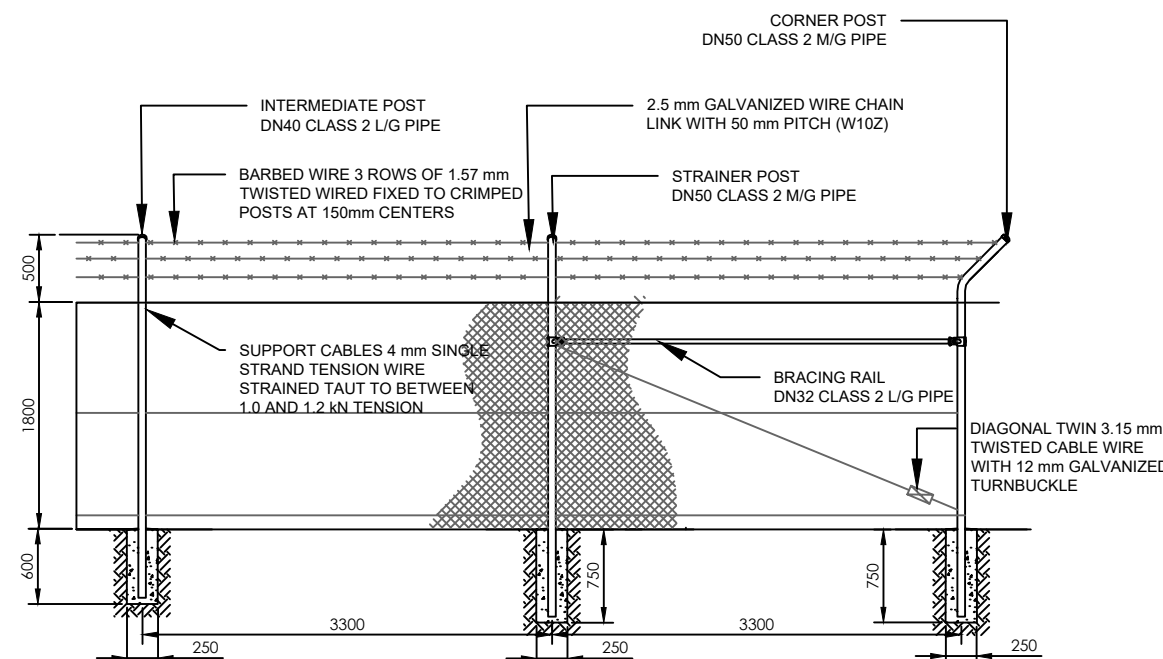 CORNER POST
DN50 CLASS 2 M/G PIPE
INTERMEDIATE POST
DN40 CLASS 2 L/G PIPE
2.5 mm GALVANIZED WIRE CHAIN
LINK WITH 50 mm PITCH (W10Z)
BARBED WIRE 3 ROWS OF 1.57 mm
TWISTED WIRED FIXED TO CRIMPED
POSTS AT 150mm CENTERS
STRAINER POST
DN50 CLASS 2 M/G PIPE
500
SUPPORT CABLES 4 mm SINGLE
STRAND TENSION WIRE
STRAINED TAUT TO BETWEEN
1.0 AND 1.2 kN TENSION
BRACING RAIL
DN32 CLASS 2 L/G PIPE
1800
DIAGONAL TWIN 3.15 mm
TWISTED CABLE WIRE
WITH 12 mm GALVANIZED
TURNBUCKLE
600
750
750
3300
3300
250
250
250